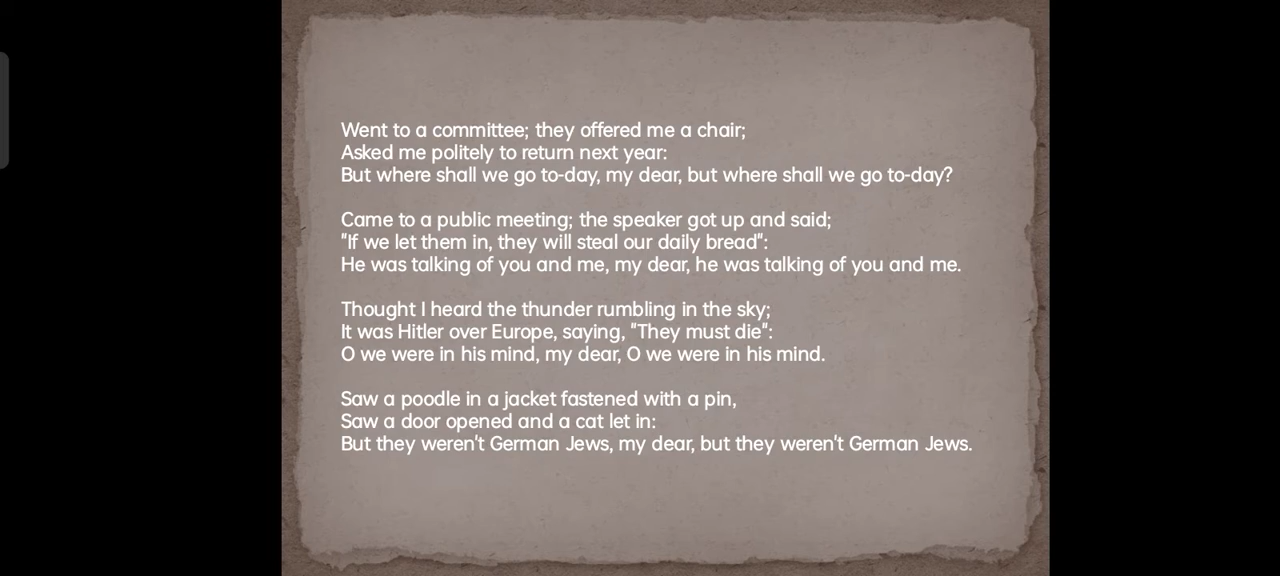 Went to a committee; they offered me a chair;
Asked me politely to return next year:
But where shall we go to-day, my dear, but where shall we go to-day?
Came to a public meeting; the speaker got up and said;
"If we let them in, they will steal our daily bread":
He was talking of you and me, my dear, he was talking of you and me.
Thought I heard the thunder rumbling in the sky;
It was Hitler over Europe, saying, "They must die":
O we were in his mind, my dear, O we were in his mind.
Saw a poodle in a jacket fastened with a pin,
Saw a door opened and a cat let in:
But they weren't German Jews, my dear, but they weren't German Jews.